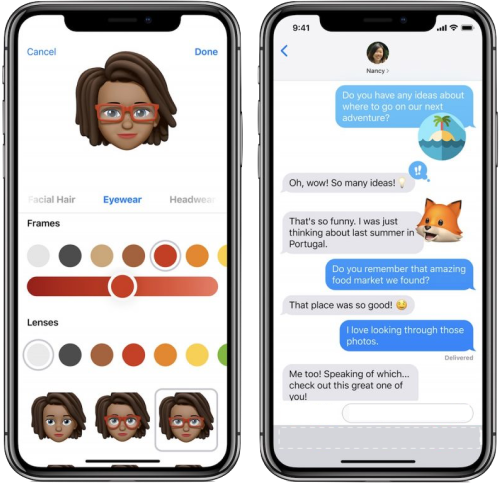 Cancel
Done
Facial Hair
Eyewear
Headwear
Frames
Lenses
9:41
Nancy >
Do you have any ideas about
where to go on our next
adventure?
!!
Oh, wow! So many ideas!💡
That's so funny. I was just
thinking about last summer in
Portugal.
Do you remember that amazing
food market we found?
That place was so good! 😄
I love looking through those
photos.
Delivered
Me too! Speaking of which...
check out this great one of
you!